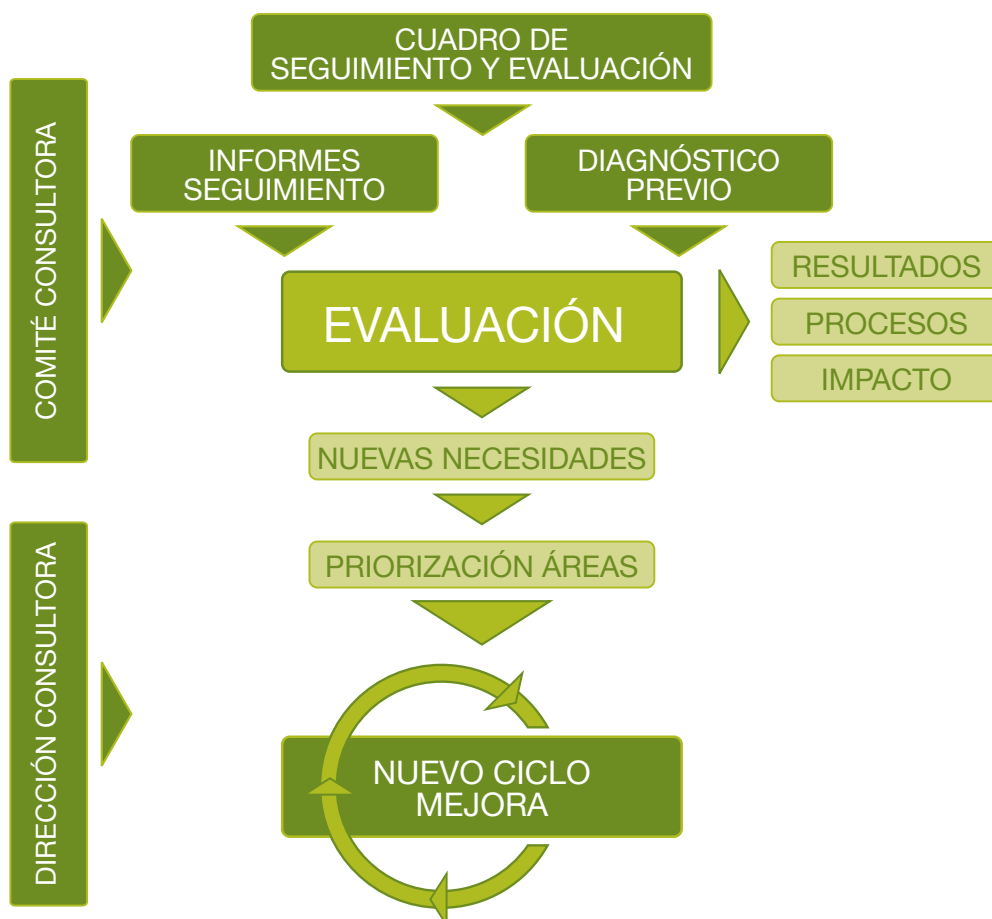 CUADRO DE
SEGUIMIENTO Y EVALUACIÓN
COMITÉ CONSULTORA
INFORMES
SEGUIMIENTO
DIAGNÓSTICO
PREVIO
EVALUACIÓN
RESULTADOS
PROCESOS
IMPACTO
NUEVAS NECESIDADES
PRIORIZACIÓN ÁREAS
DIRECCIÓN CONSULTORA
NUEVO CICLO
MEJORA